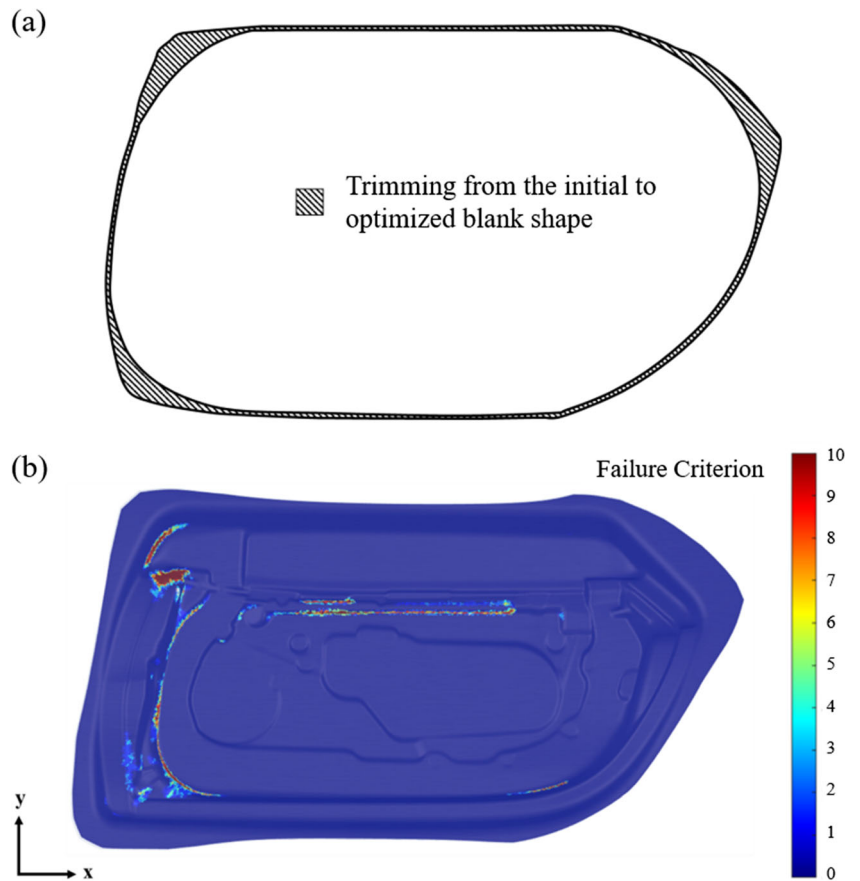 (a)
Trimming from the initial to
optimized blank shape
(b)
Failure Criterion
10
9
8
7
6
5
4
3
2
1
0
y
x